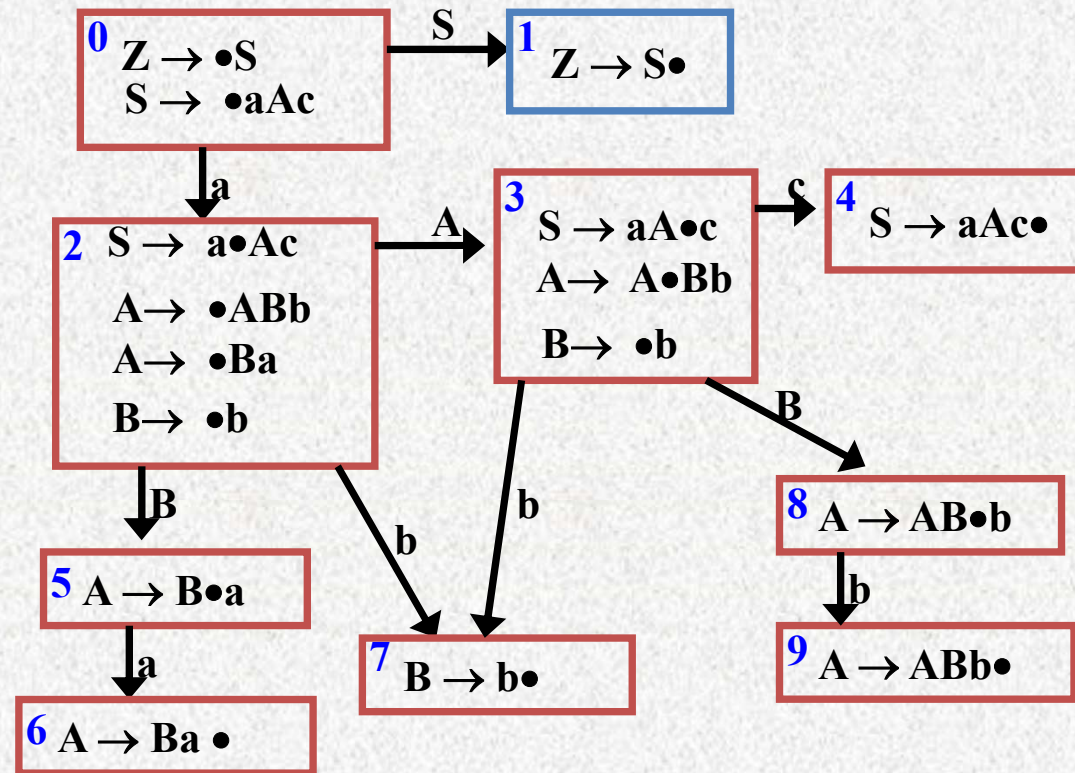 0
Z → •S
S → •aAc
S
1
Z → S•
a
2
S → a•Ac
A → •ABb
A → •Ba
B → •b
A
3
S → aA•c
A → A•Bb
B → •b
c
4
S → aAc•
B
b
b
B
5
A → B•a
a
6
A → Ba •
7
B → b•
8
A → AB•b
b
9
A → ABb•